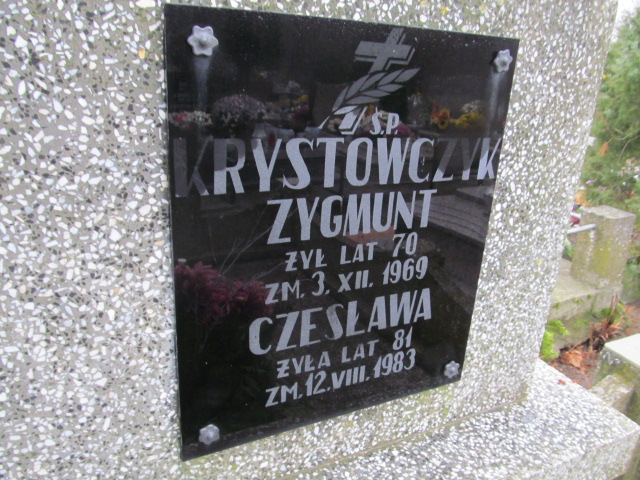 Ś.P.
KRYSTOWCZYK
ZYGMUNT
ŻYŁ LAT 70
ZM. 3. XII. 1969
CZESŁAWA
ŻYŁA LAT 81
ZM. 12. VIII. 1983